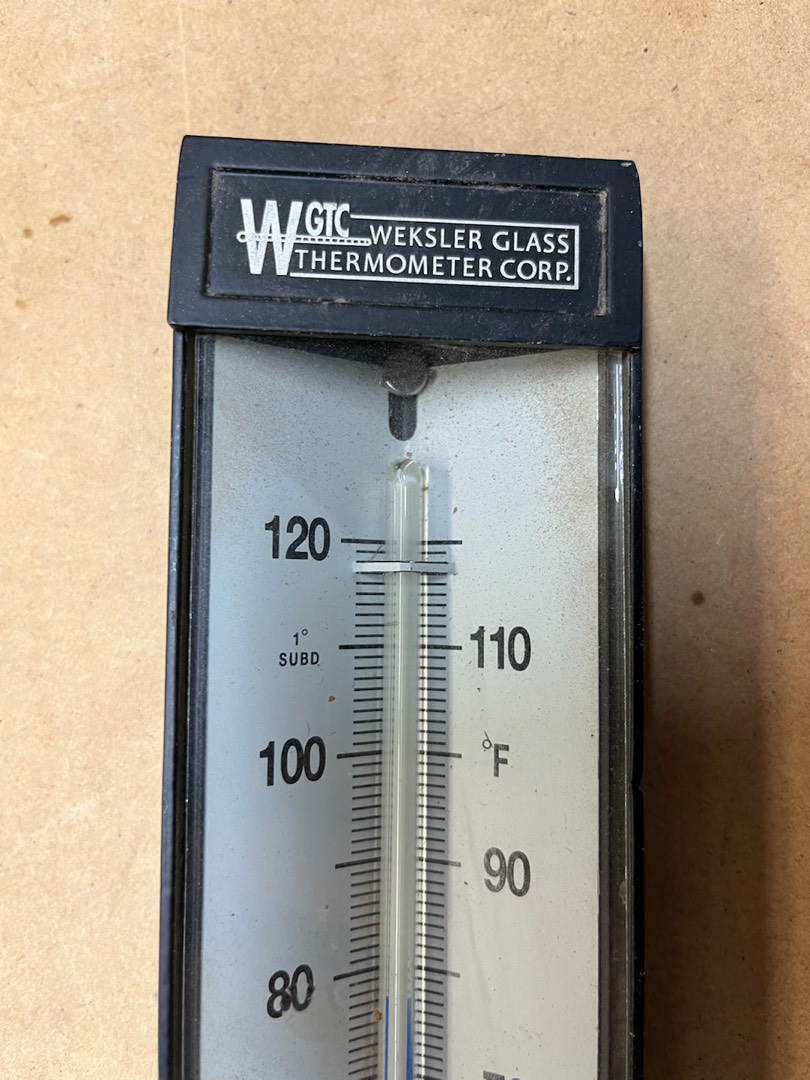 WGTC
WEKSLER GLASS
THERMOMETER CORP.
120
1°
SUBD
110
100
°F
90
80